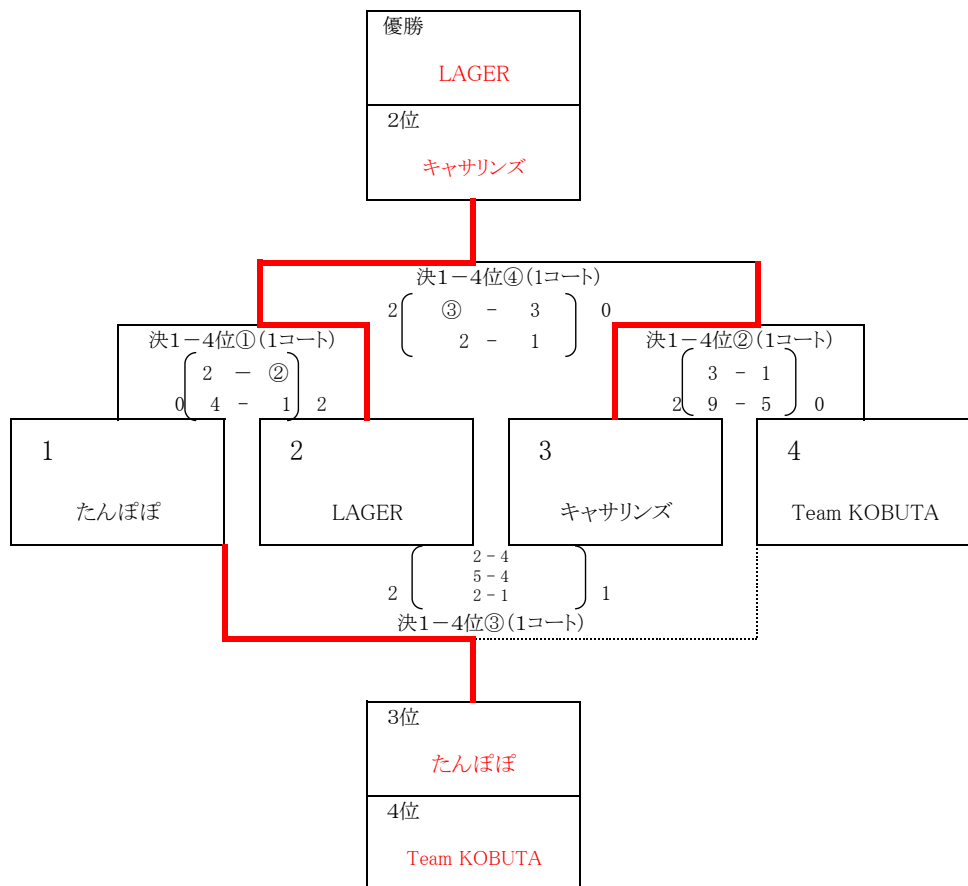 優勝
LAGER
2位
キャサリンズ
決1－4位④(1コート)
2 ③ - 3 0
2 - 1
決1－4位①(1コート)
2 － ②
0 4 - 1 2
決1－4位②(1コート)
3 - 1
2 9 - 5 0
1
たんぽぽ
2
LAGER
3
キャサリンズ
4
Team KOBUTA
2-4
5-4
2 2-1 1
決1－4位③(1コート)
3位
たんぽぽ
4位
Team KOBUTA